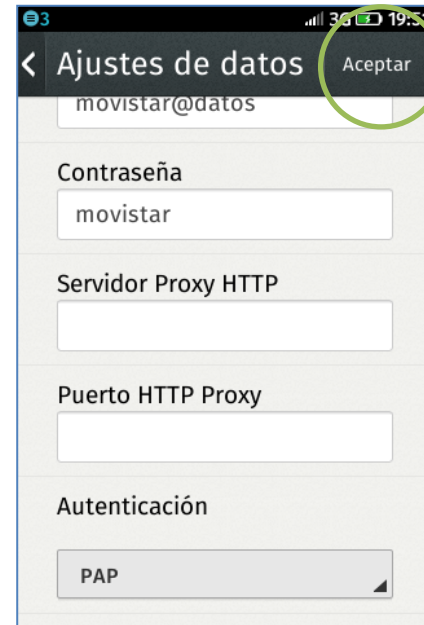 3 3G 19:5
Ajustes de datos Aceptar
movistar@datos
Contraseña
movistar
Servidor Proxy HTTP
Puerto HTTP Proxy
Autenticación
PAP